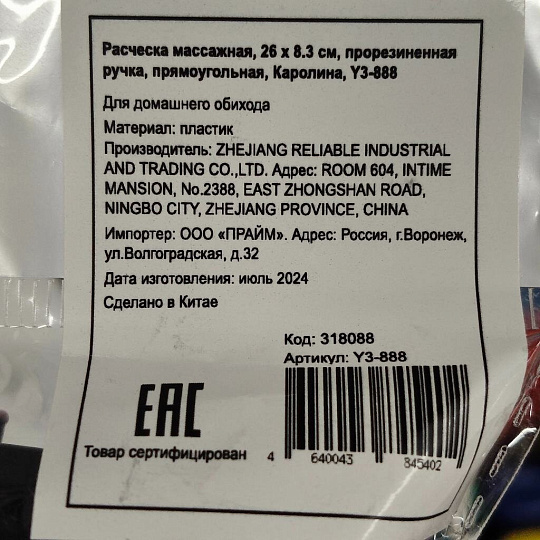 Расческа массажная, 26 х 8.3 см, прорезиненная
ручка, прямоугольная, Каролина, Y3-888
Для домашнего обихода
Материал: пластик
Производитель: ZHEJIANG RELIABLE INDUSTRIAL
AND TRADING CO.,LTD. Адрес: ROOM 604, INTIME
MANSION, No.2388, EAST ZHONGSHAN ROAD,
NINGBO CITY, ZHEJIANG PROVINCE, CHINA
Импортер: ООО «ПРАЙМ». Адрес: Россия, г.Воронеж,
ул.Волгоградская, д.32
Дата изготовления: июль 2024
Сделано в Китае
Код: 318088
Артикул: Y3-888
EAC
Товар сертифицирован
4 640043 845402